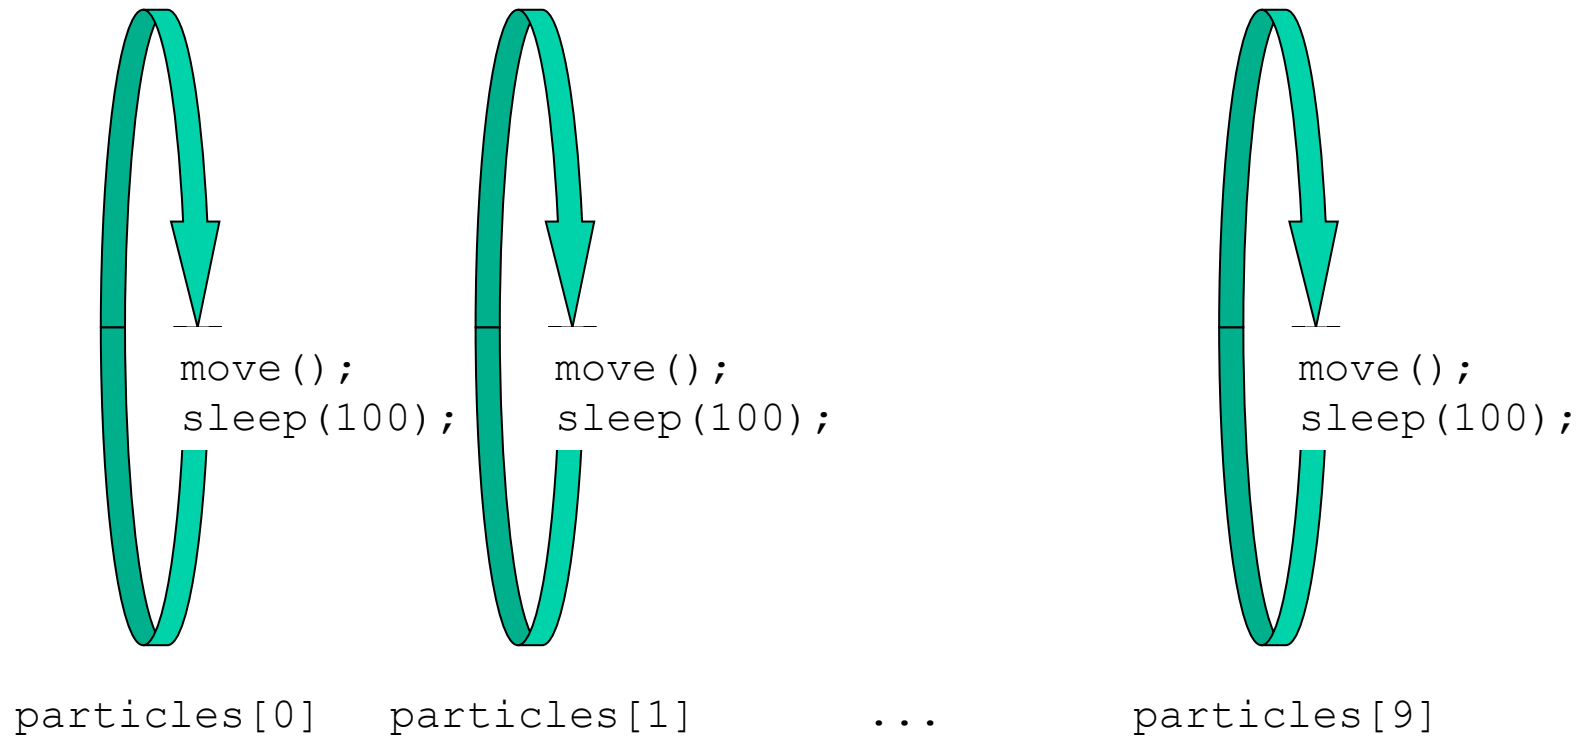 move(); move(); move();
sleep(100); sleep(100); sleep(100);
particles[0] particles[1] ... particles[9]